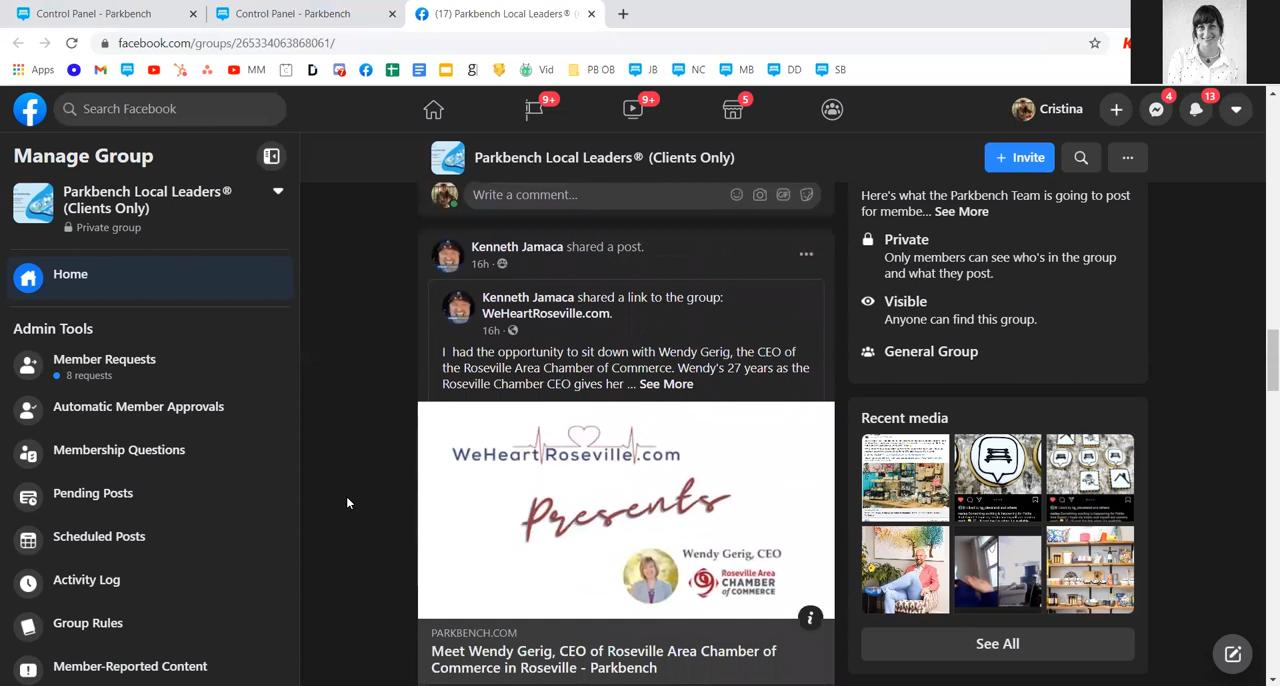 Control Panel - Parkbench
Control Panel - Parkbench
(17) Parkbench Local Leaders® (
facebook.com/groups/265334063868061/
Apps
MM
Vid
PB OB
JB
NC
MB
DD
SB
Search Facebook
9+
9+
5
Cristina
4
13
Manage Group
Parkbench Local Leaders®
(Clients Only)
Private group
Home
Admin Tools
Member Requests
8 requests
Automatic Member Approvals
Membership Questions
Pending Posts
Scheduled Posts
Activity Log
Group Rules
Member-Reported Content
Parkbench Local Leaders® (Clients Only)
+ Invite
Write a comment...
GIF
Kenneth Jamaca shared a post.
16h ·
Kenneth Jamaca shared a link to the group:
WeHeartRoseville.com.
16h ·
I had the opportunity to sit down with Wendy Gerig, the CEO of
the Roseville Area Chamber of Commerce. Wendy's 27 years as the
Roseville Chamber CEO gives her ... See More
WeHeartRoseville.com
Presents
Wendy Gerig, CEO
Roseville Area
CHAMBER
of COMMERCE
PARKBENCH.COM
Meet Wendy Gerig, CEO of Roseville Area Chamber of
Commerce in Roseville - Parkbench
Here's what the Parkbench Team is going to post
for membe... See More
Private
Only members can see who's in the group
and what they post.
Visible
Anyone can find this group.
General Group
Recent media
See All